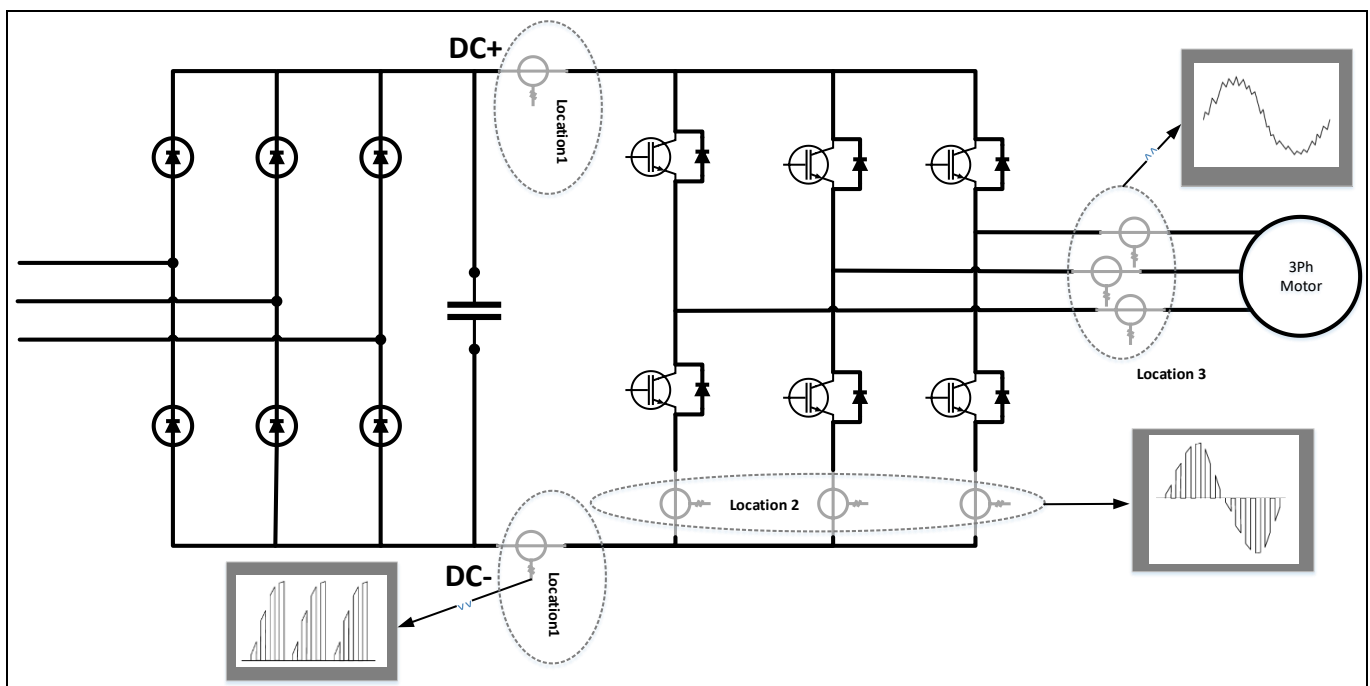 DC+
Location1
3Ph
Motor
Location 3
Location 2
DC-
Location1